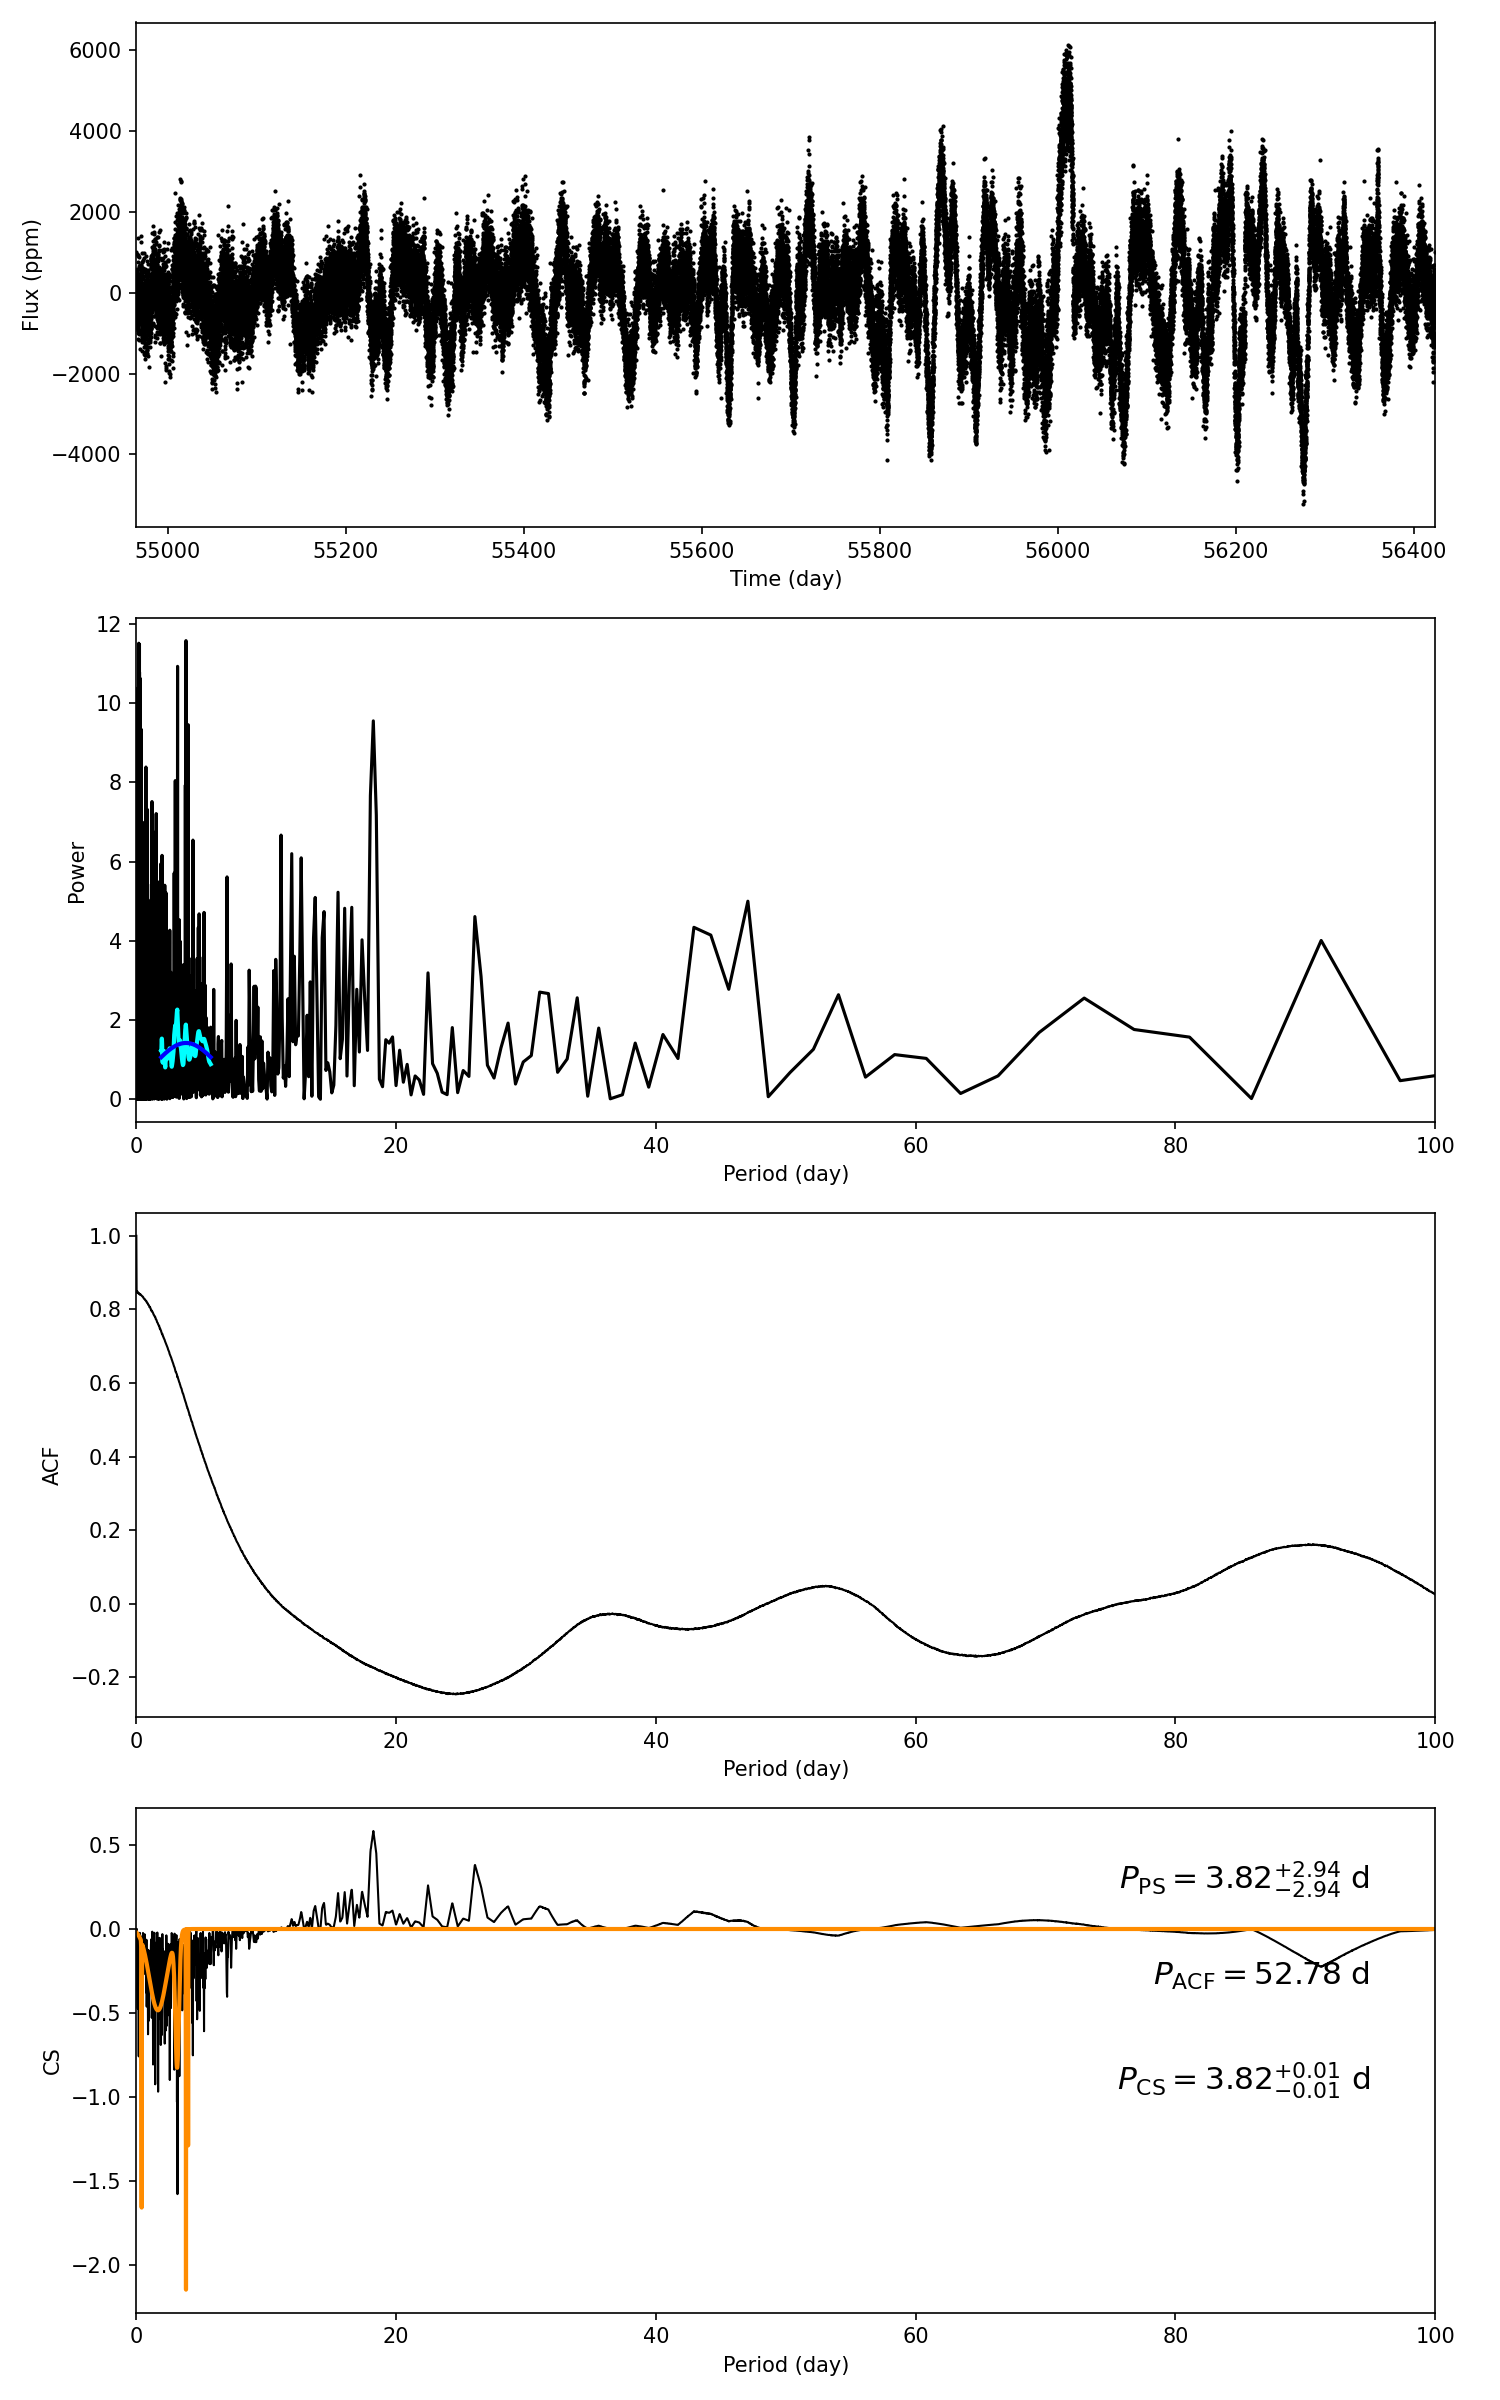 6000
4000
2000
0
−2000
−4000
Flux (ppm)
55000 55200 55400 55600 55800 56000 56200 56400
Time (day)
12
10
8
6
4
2
0
Power
0 20 40 60 80 100
Period (day)
1.0
0.8
0.6
0.4
0.2
0.0
−0.2
ACF
0 20 40 60 80 100
Period (day)
0.5
0.0
−0.5
−1.0
−1.5
−2.0
CS
P_PS = 3.82^{+2.94}_{−2.94} d
P_ACF = 52.78 d
P_CS = 3.82^{+0.01}_{−0.01} d
0 20 40 60 80 100
Period (day)